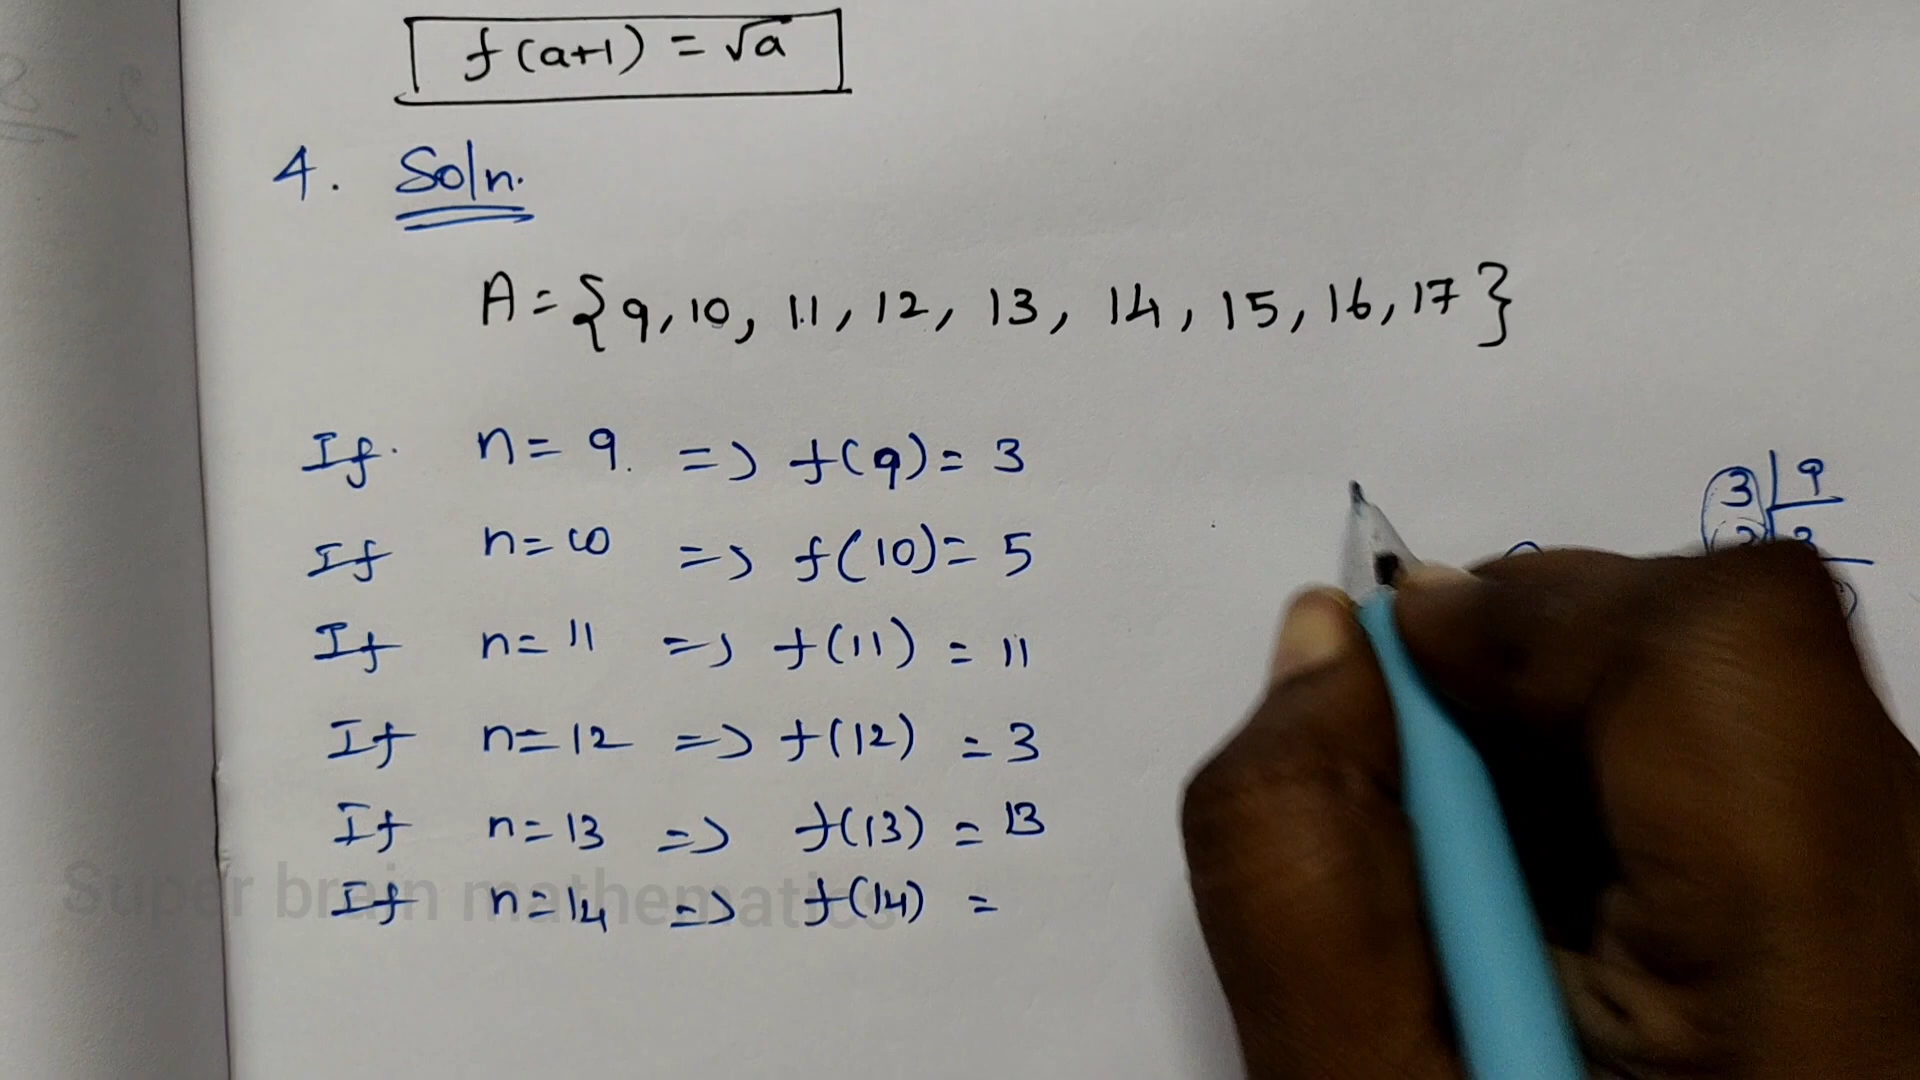 f(a+1) = √a
4. Soln.
A = {9, 10, 11, 12, 13, 14, 15, 16, 17}
If n = 9. => f(9) = 3
If n = 10 => f(10) = 5
If n = 11 => f(11) = 11
If n = 12 => f(12) = 3
If n = 13 => f(13) = 13
If n = 14 => f(14) =
3 | 9
Super brain mathematics